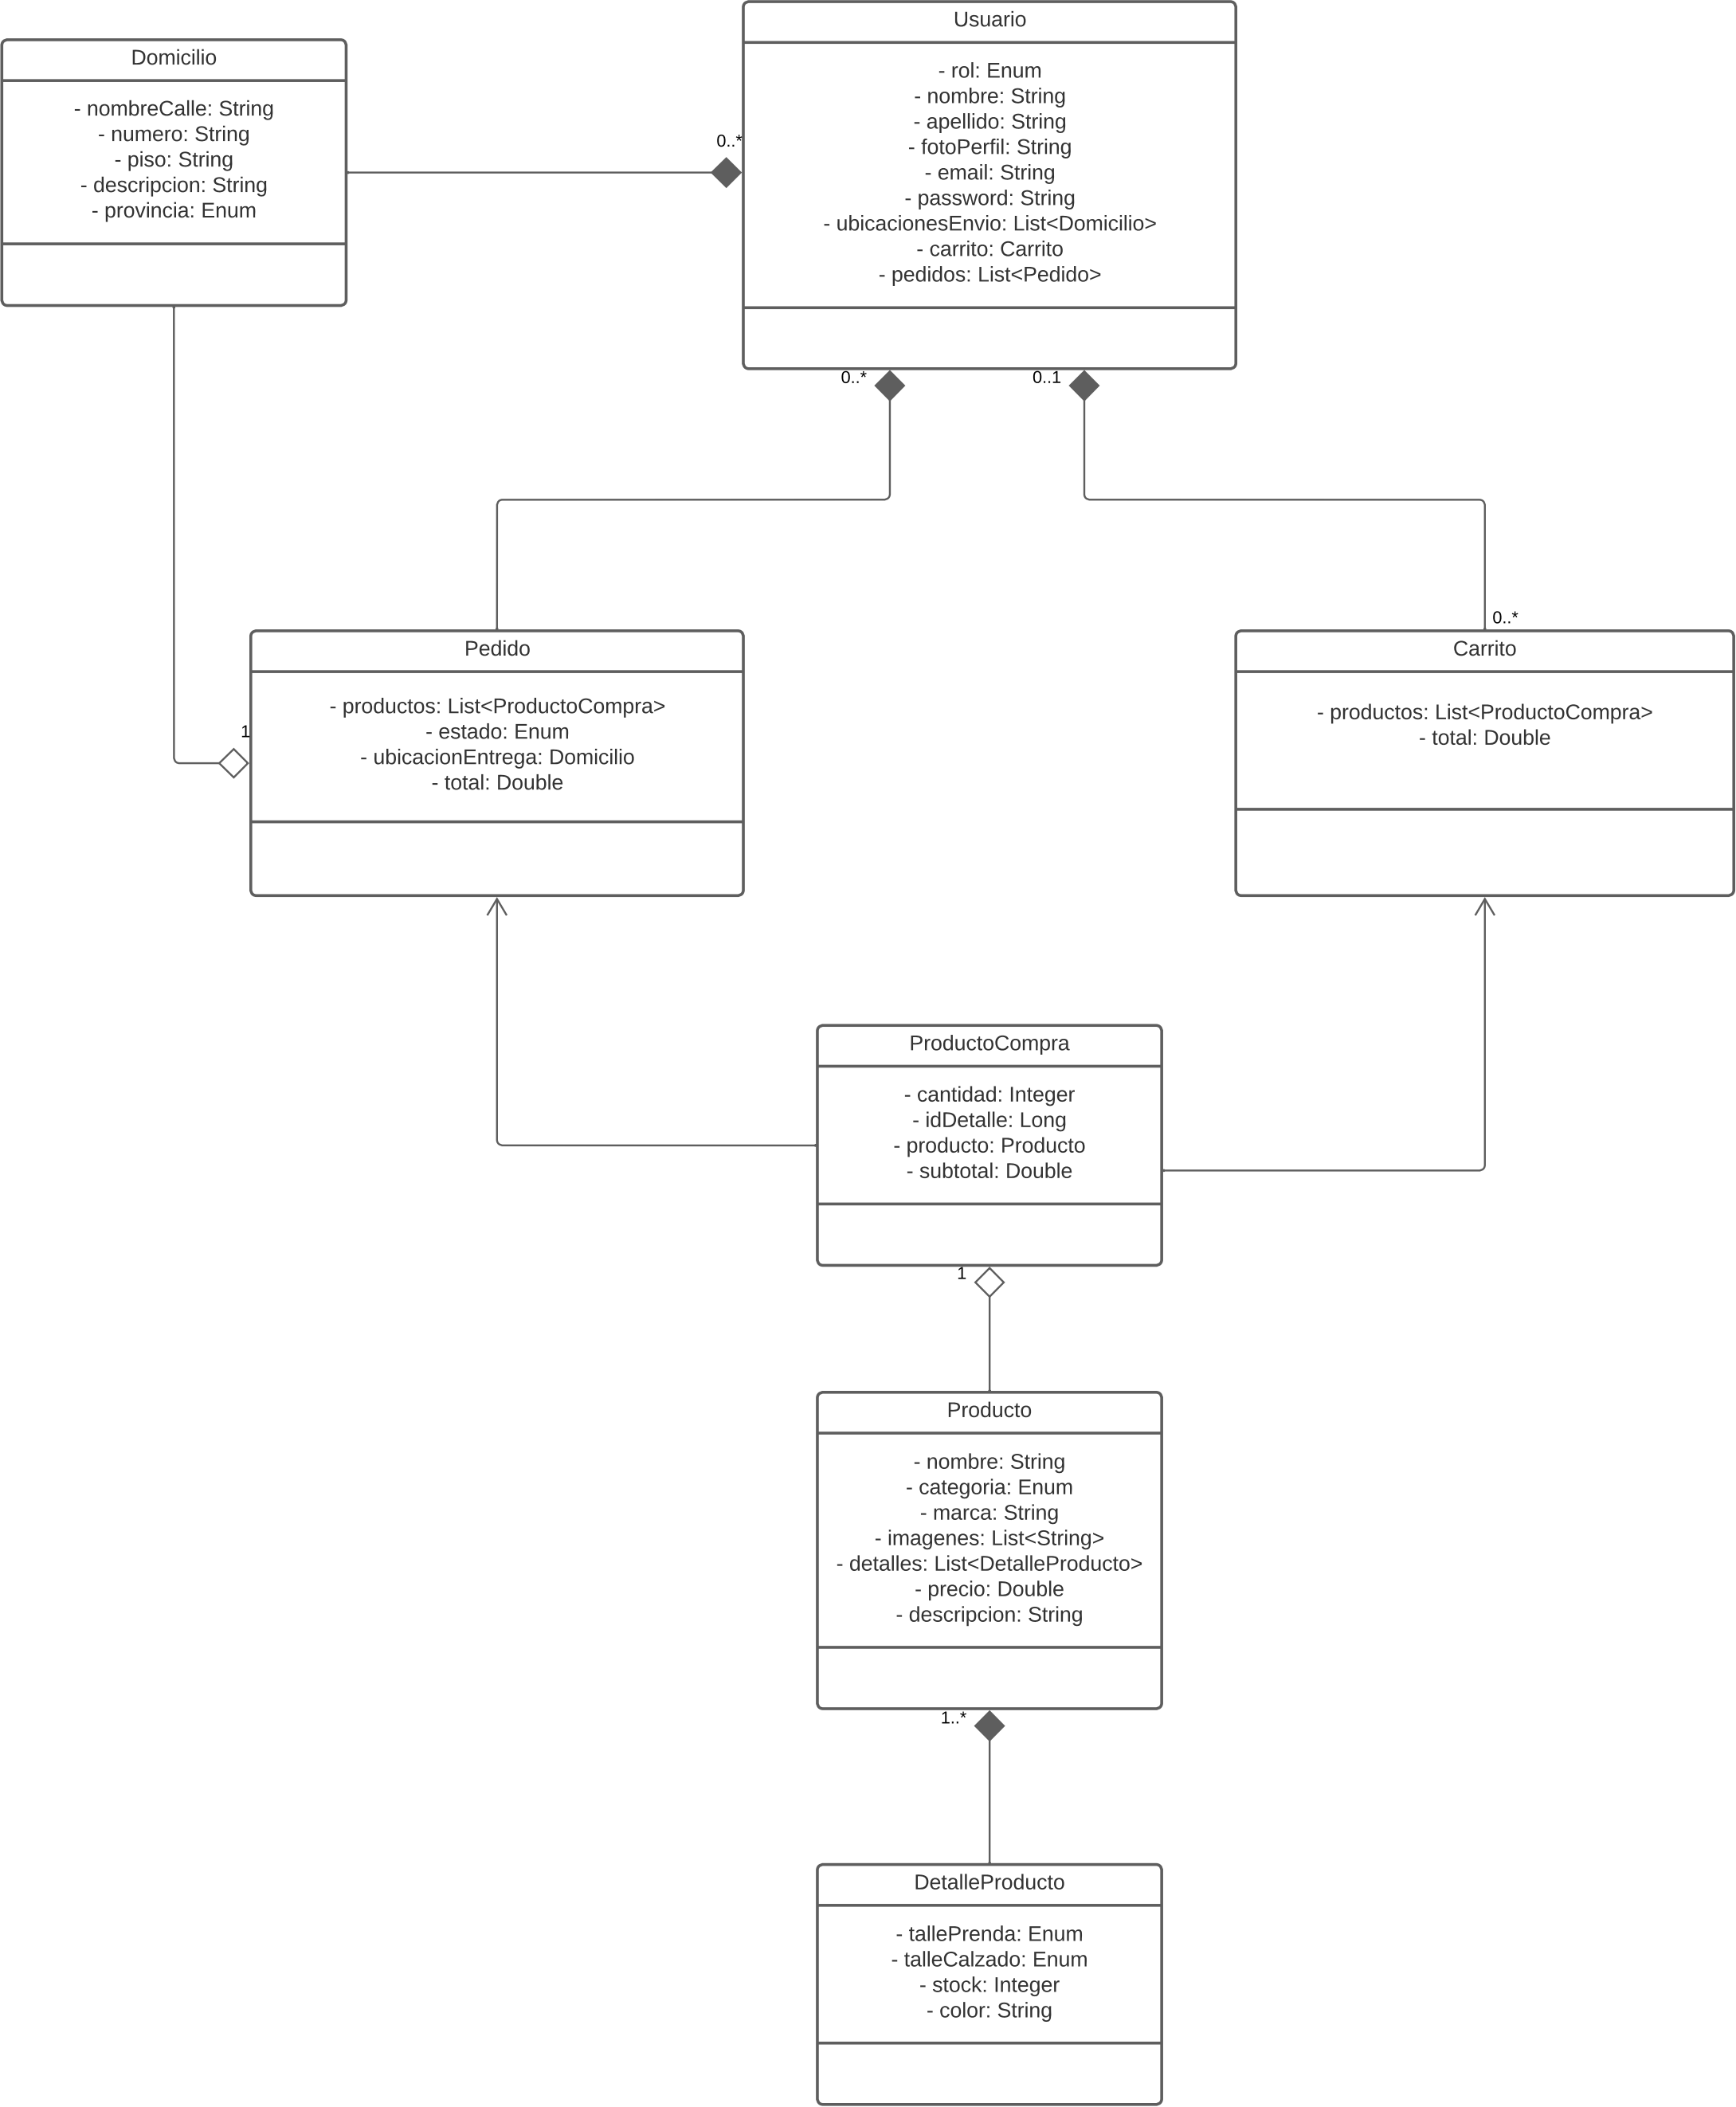 Usuario
- rol: Enum
- nombre: String
- apellido: String
- fotoPerfil: String
- email: String
- password: String
- ubicacionesEnvio: List<Domicilio>
- carrito: Carrito
- pedidos: List<Pedido>
Domicilio
- nombreCalle: String
- numero: String
- piso: String
- descripcion: String
- provincia: Enum
0..*
0..*
0..1
0..*
Pedido
- productos: List<ProductoCompra>
- estado: Enum
- ubicacionEntrega: Domicilio
- total: Double
1
Carrito
- productos: List<ProductoCompra>
- total: Double
ProductoCompra
- cantidad: Integer
- idDetalle: Long
- producto: Producto
- subtotal: Double
1
Producto
- nombre: String
- categoria: Enum
- marca: String
- imagenes: List<String>
- detalles: List<DetalleProducto>
- precio: Double
- descripcion: String
1..*
DetalleProducto
- tallePrenda: Enum
- talleCalzado: Enum
- stock: Integer
- color: String